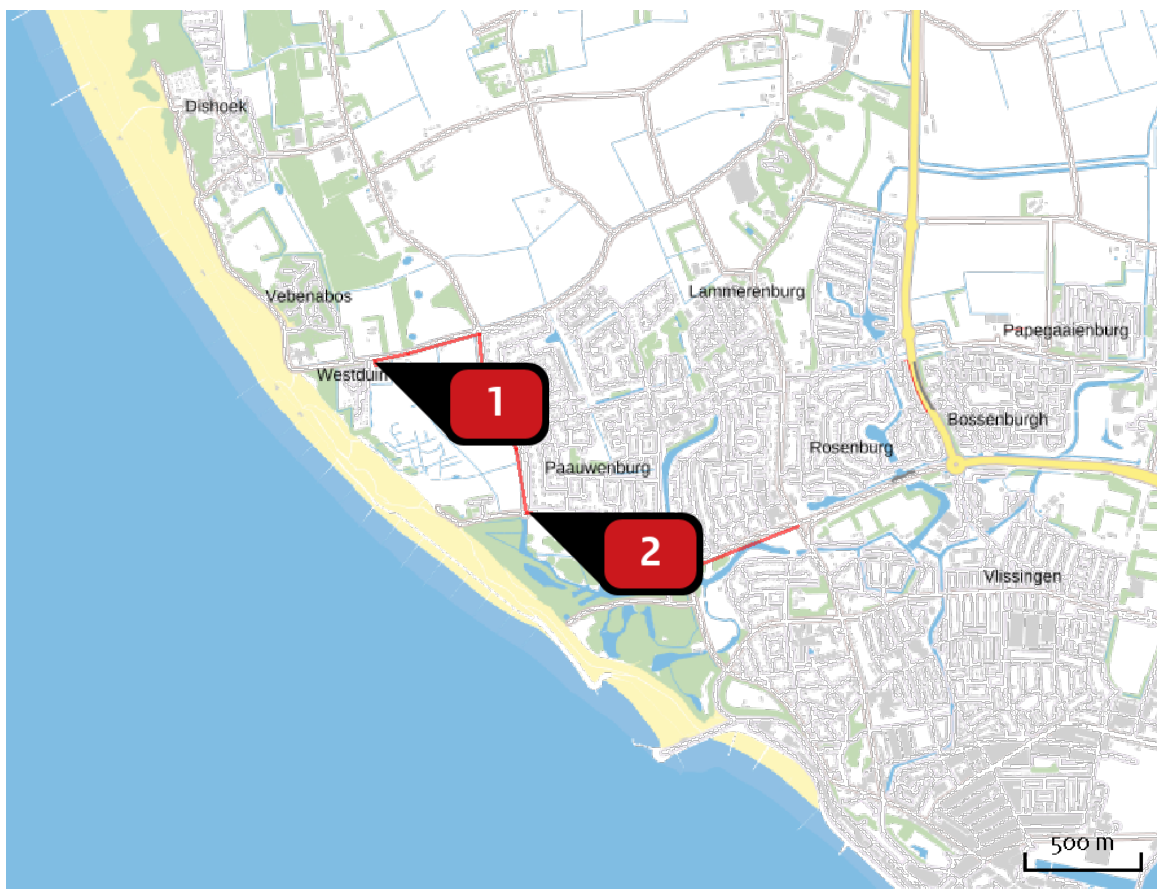 Dishoek
Vebenabos
Lammerenburg
Papegaaienburg
Westduin
1
Bossenburgh
Rosenburg
Paauwenburg
2
Vlissingen
500 m